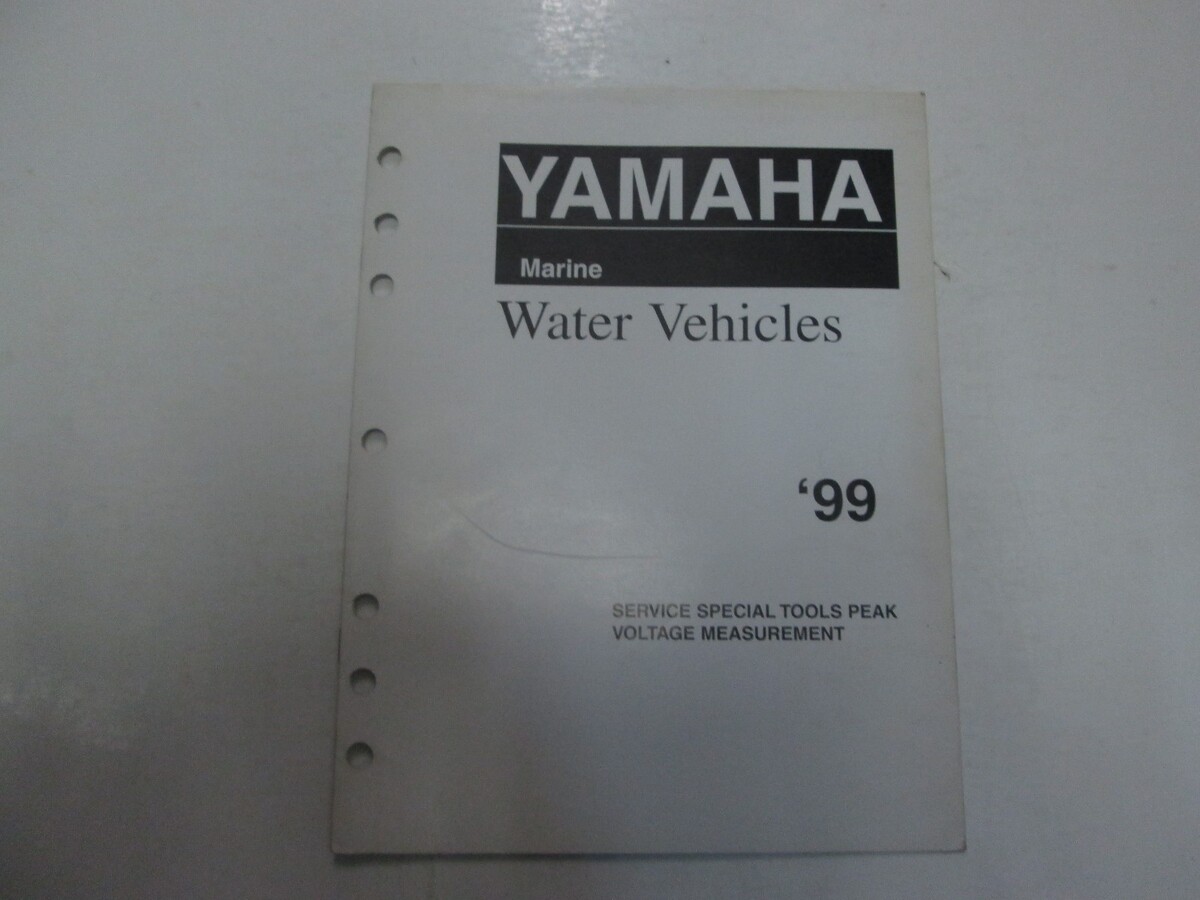 YAMAHA
Marine
Water Vehicles
‘99
SERVICE SPECIAL TOOLS PEAK
VOLTAGE MEASUREMENT